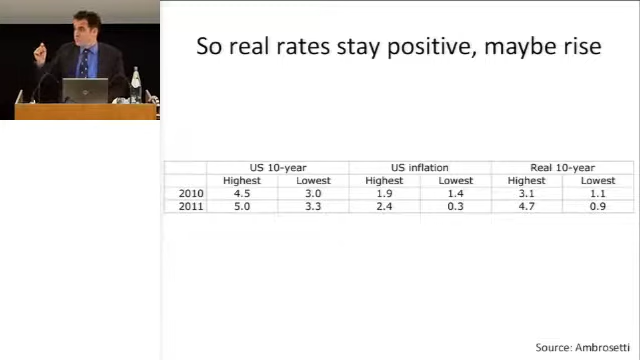 So real rates stay positive, maybe rise
US 10-year US inflation Real 10-year
Highest Lowest Highest Lowest Highest Lowest
2010 4.5 3.0 1.9 1.4 3.1 1.1
2011 5.0 3.3 2.4 0.3 4.7 0.9
Source: Ambrosetti